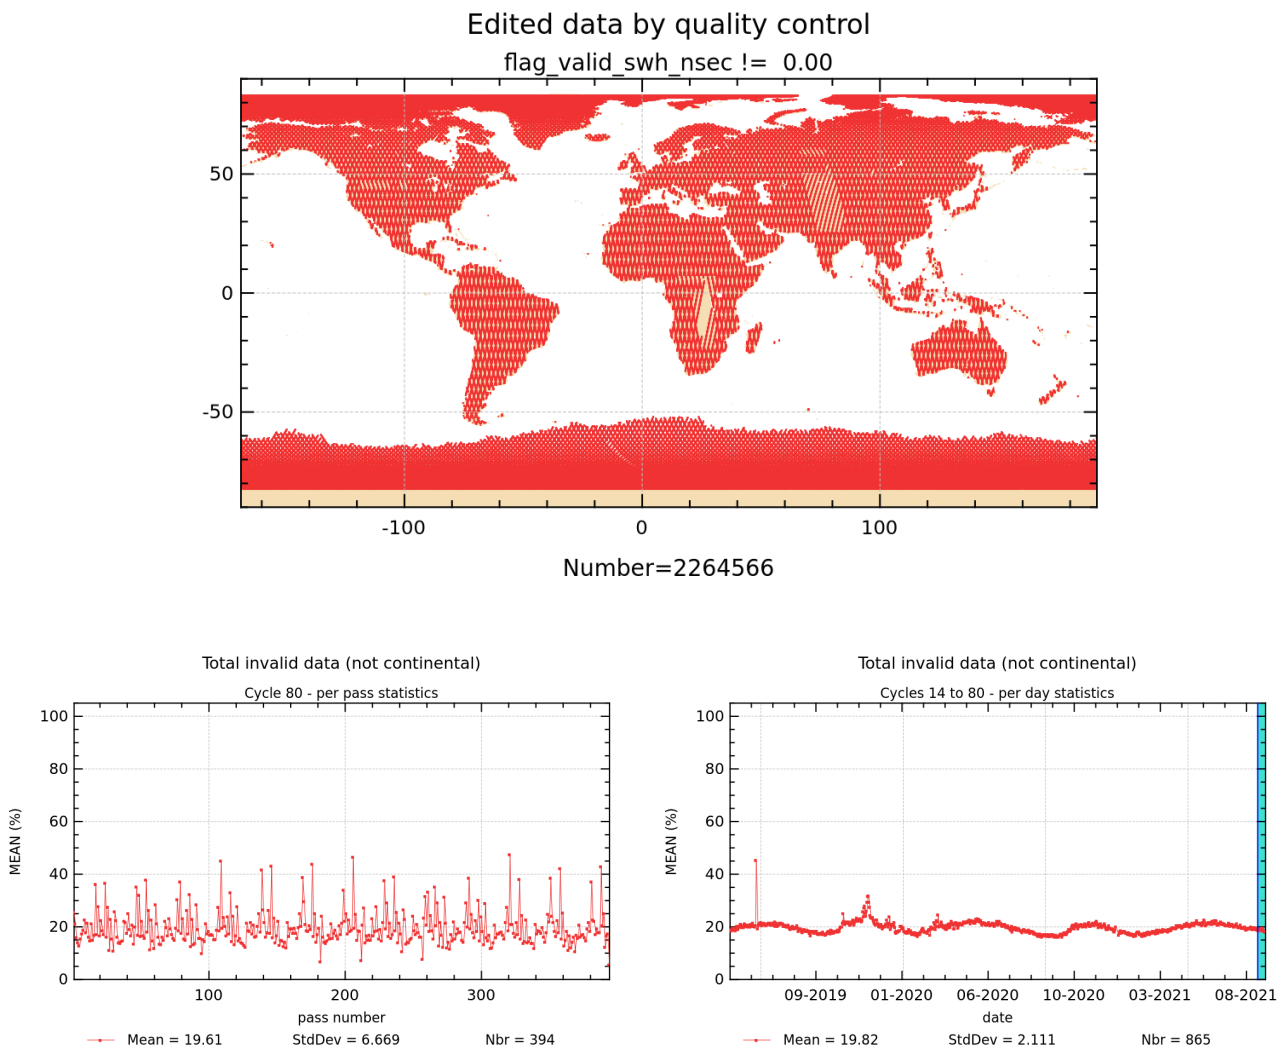 Edited data by quality control
flag_valid_swh_nsec !=  0.00
50
0
-50
-100 0 100
Number=2264566
Total invalid data (not continental)
Cycle 80 - per pass statistics
MEAN (%)
100
80
60
40
20
0
100 200 300
pass number
Mean = 19.61 StdDev = 6.669 Nbr = 394
Total invalid data (not continental)
Cycles 14 to 80 - per day statistics
MEAN (%)
100
80
60
40
20
0
09-2019 01-2020 06-2020 10-2020 03-2021 08-2021
date
Mean = 19.82 StdDev = 2.111 Nbr = 865